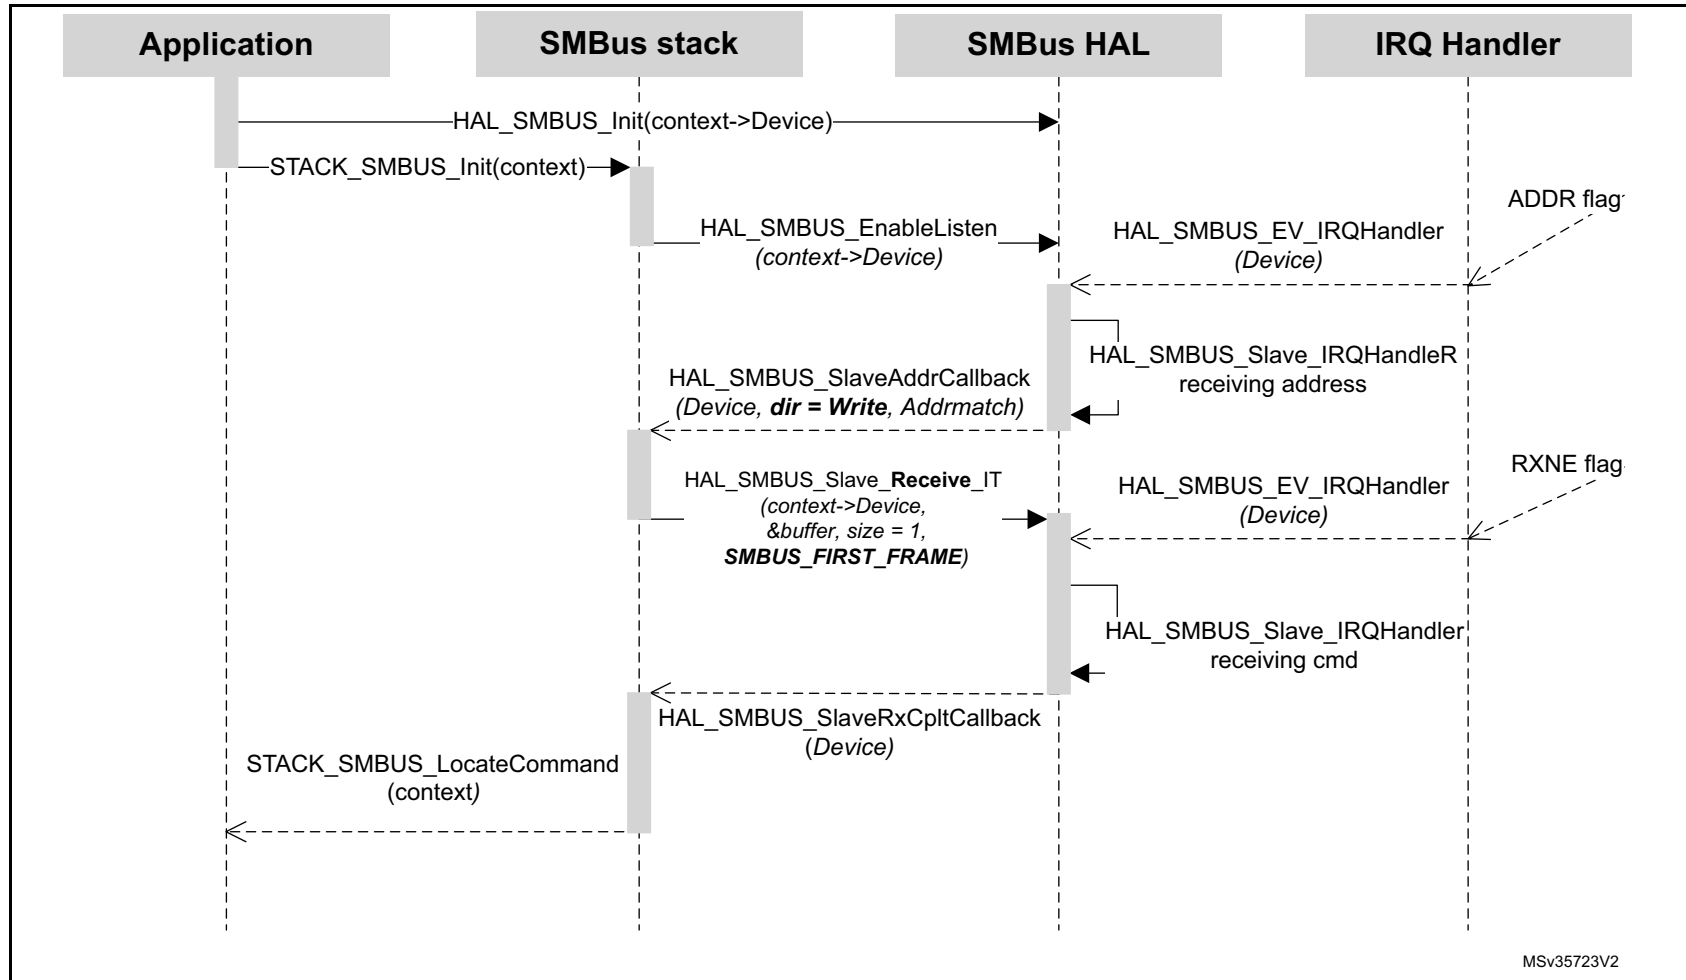 Application
SMBus stack
SMBus HAL
IRQ Handler
HAL_SMBUS_Init(context->Device)
STACK_SMBUS_Init(context)
ADDR flag
HAL_SMBUS_EnableListen
(context->Device)
HAL_SMBUS_EV_IRQHandler
(Device)
HAL_SMBUS_Slave_IRQHandleR
receiving address
HAL_SMBUS_SlaveAddrCallback
(Device, dir = Write, Addrmatch)
RXNE flag
HAL_SMBUS_Slave_Receive_IT
(context->Device,
&buffer, size = 1,
SMBUS_FIRST_FRAME)
HAL_SMBUS_EV_IRQHandler
(Device)
HAL_SMBUS_Slave_IRQHandler
receiving cmd
HAL_SMBUS_SlaveRxCpltCallback
(Device)
STACK_SMBUS_LocateCommand
(context)
MSv35723V2